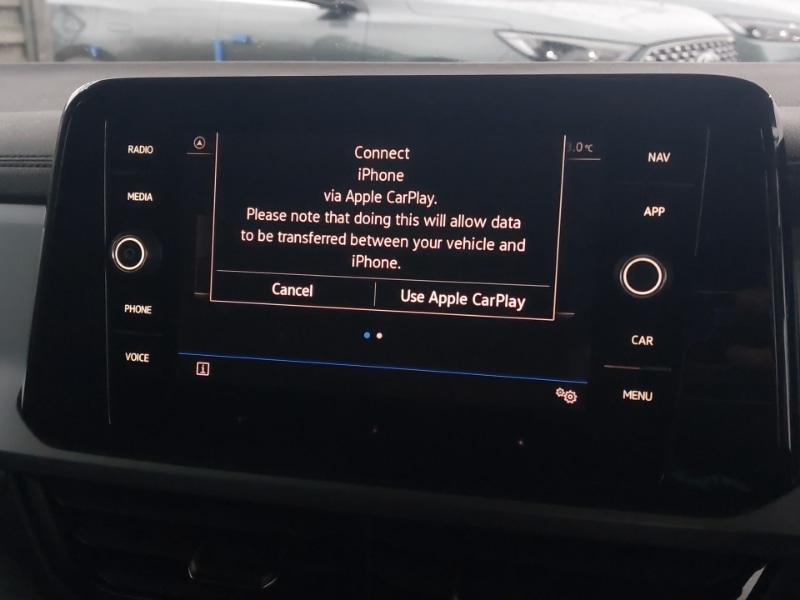 RADIO
MEDIA
PHONE
VOICE
Connect
iPhone
via Apple CarPlay.
Please note that doing this will allow data
to be transferred between your vehicle and
iPhone.
Cancel
Use Apple CarPlay
.0°C
NAV
APP
CAR
MENU